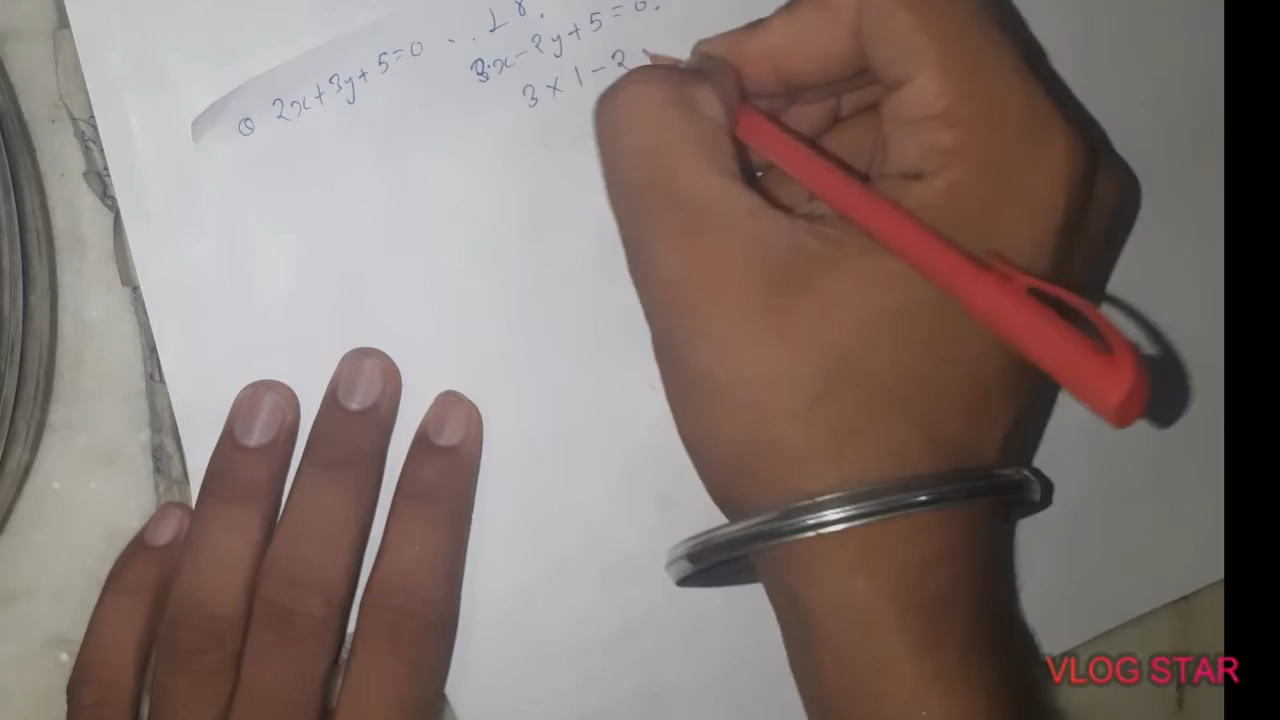 Q 2x+3y+5=0 ... ⊥r.
3x-2y+5=0.
3×1-2
VLOG STAR